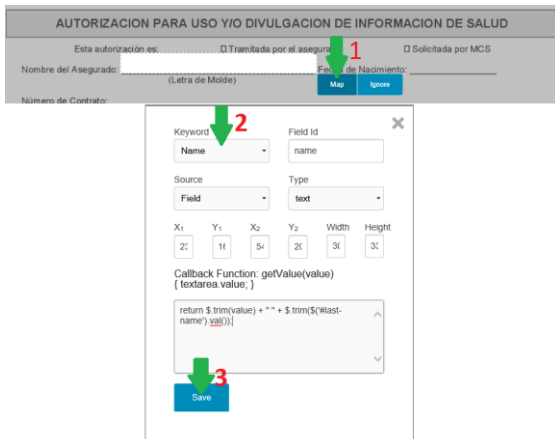 AUTORIZACION PARA USO Y/O DIVULGACION DE INFORMACION DE SALUD
Esta autorización es: Tramitada por el asegura 1 Solicitada por MCS
Nombre del Asegurado: Fecha de Nacimiento:
(Letra de Molde)
Map Ignore
Número de Contrato:
2
Keyword Field Id
Name name
Source Type
Field text
X1 Y1 X2 Y2 Width Height
Callback Function: getValue(value)
{ textarea.value; }
return $.trim(value) + " " + $.trim($('#last-
name').val());
3
Save